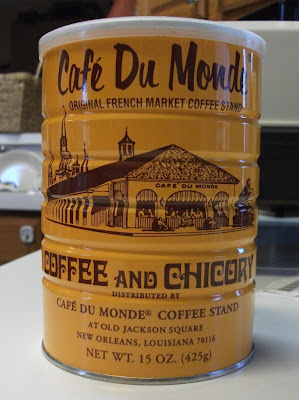 Café Du Monde
ORIGINAL FRENCH MARKET COFFEE STAND
CAFE DU MONDE
COFFEE AND CHICORY
DISTRIBUTED BY
CAFÉ DU MONDE® COFFEE STAND
AT OLD JACKSON SQUARE
NEW ORLEANS, LOUISIANA 70116
NET WT. 15 OZ. (425g)